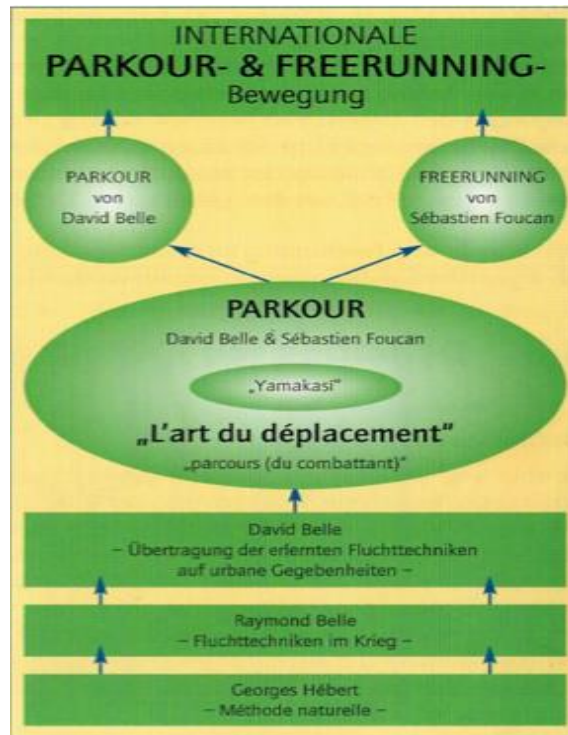 INTERNATIONALE
PARKOUR- & FREERUNNING-
Bewegung
PARKOUR
von
David Belle
FREERUNNING
von
Sébastien Foucan
PARKOUR
David Belle & Sébastien Foucan
„Yamakasi“
„L'art du déplacement“
„parcours (du combattant)“
David Belle
– Übertragung der erlernten Fluchttechniken
auf urbane Gegebenheiten –
Raymond Belle
– Fluchttechniken im Krieg –
Georges Hébert
– Méthode naturelle –